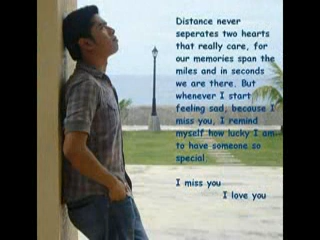 Distance never
seperates two hearts
that really care, for
our memories span the
miles and in seconds
we are there. But
whenever I start
feeling sad, because I
miss you, I remind
myself how lucky I am
to have someone so
special.
I miss you
I love you